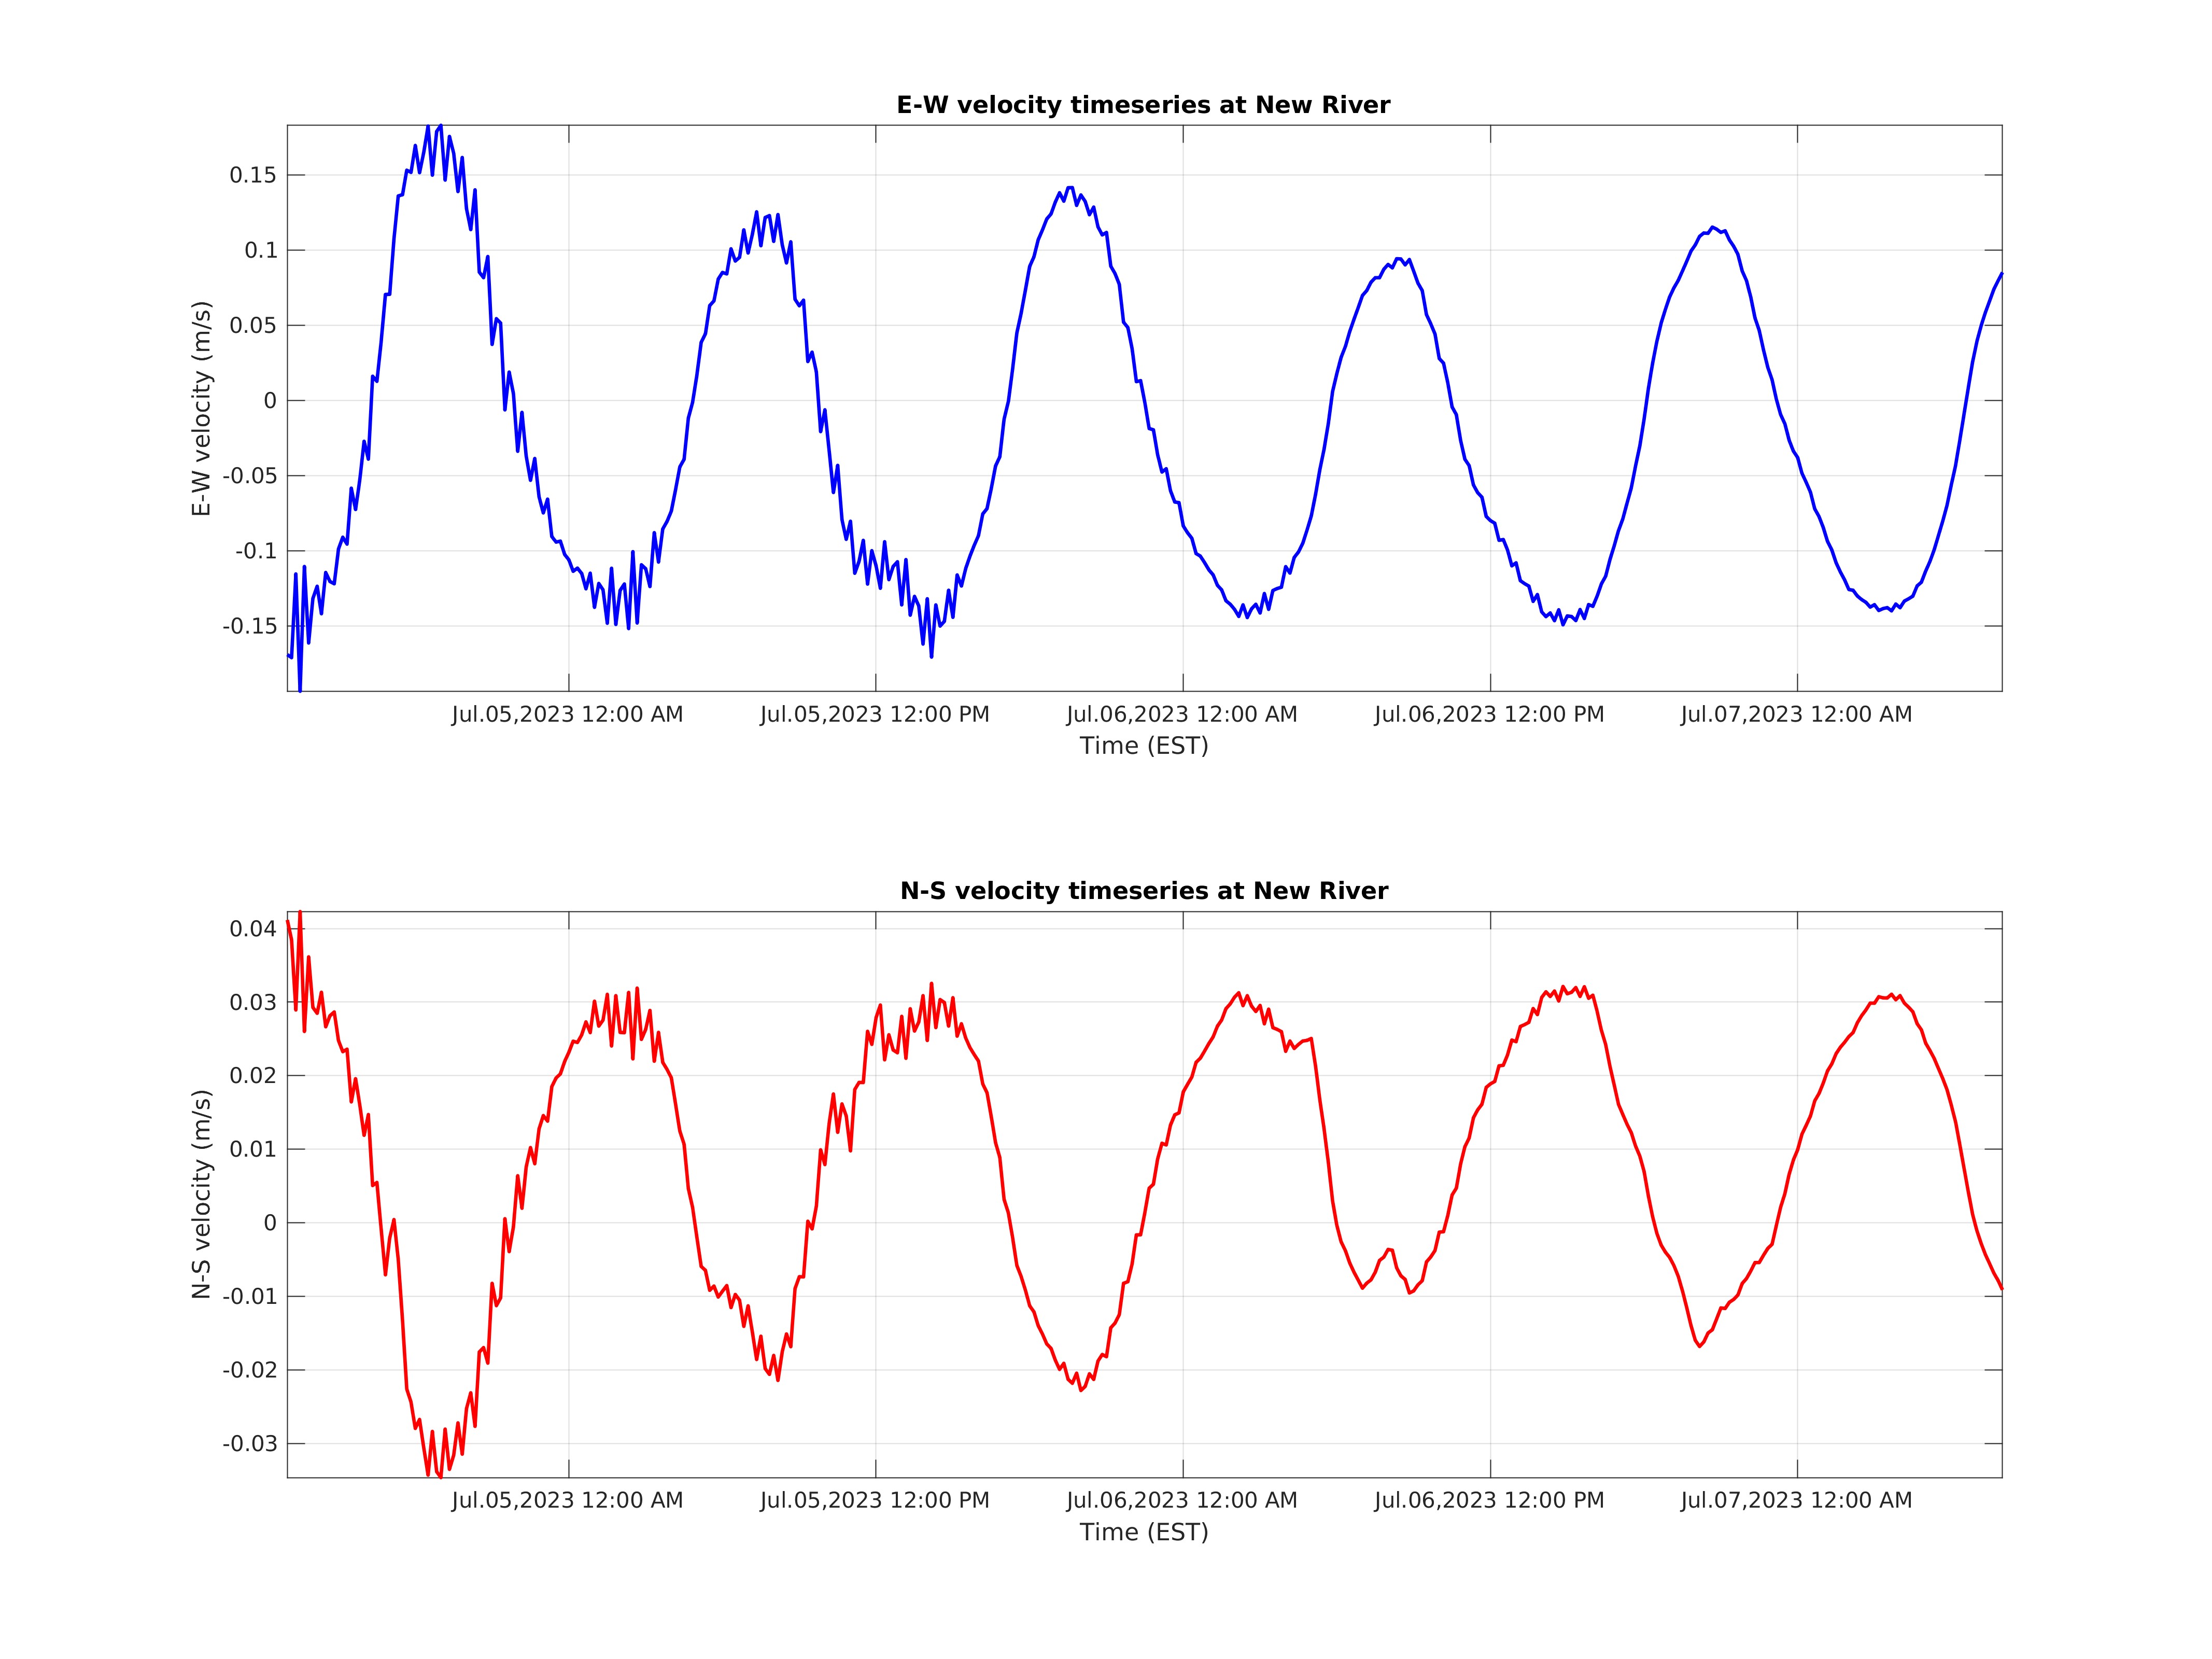 E-W velocity timeseries at New River
0.15
0.1
0.05
0
-0.05
-0.1
-0.15
E-W velocity (m/s)
Jul.05,2023 12:00 AM Jul.05,2023 12:00 PM Jul.06,2023 12:00 AM Jul.06,2023 12:00 PM Jul.07,2023 12:00 AM
Time (EST)
N-S velocity timeseries at New River
0.04
0.03
0.02
0.01
0
-0.01
-0.02
-0.03
N-S velocity (m/s)
Jul.05,2023 12:00 AM Jul.05,2023 12:00 PM Jul.06,2023 12:00 AM Jul.06,2023 12:00 PM Jul.07,2023 12:00 AM
Time (EST)